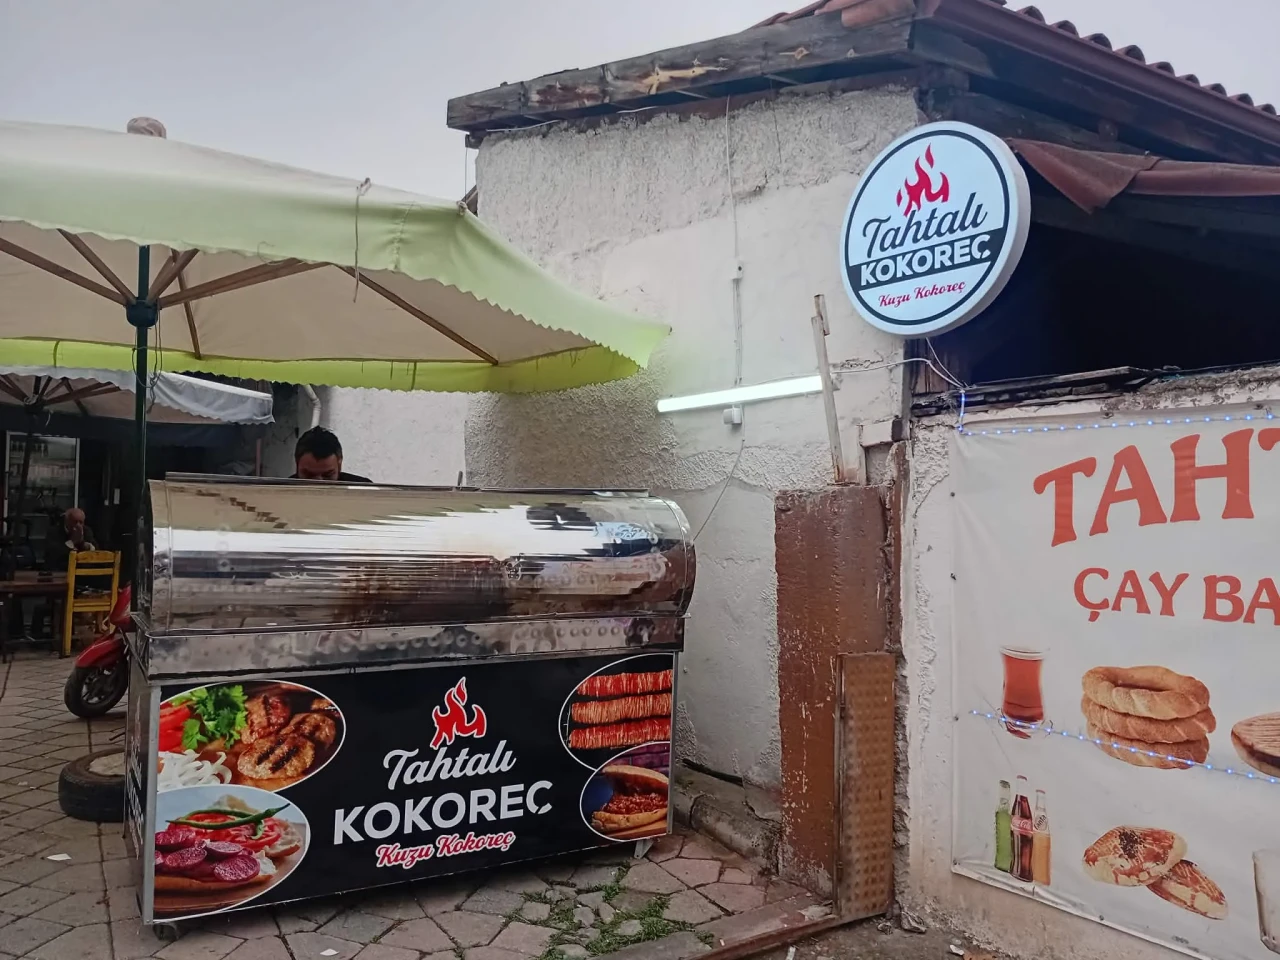 Tahtalı
KOKOREÇ
Kuzu Kokoreç
TAHT
ÇAY BA
Tahtalı
KOKOREÇ
Kuzu Kokoreç